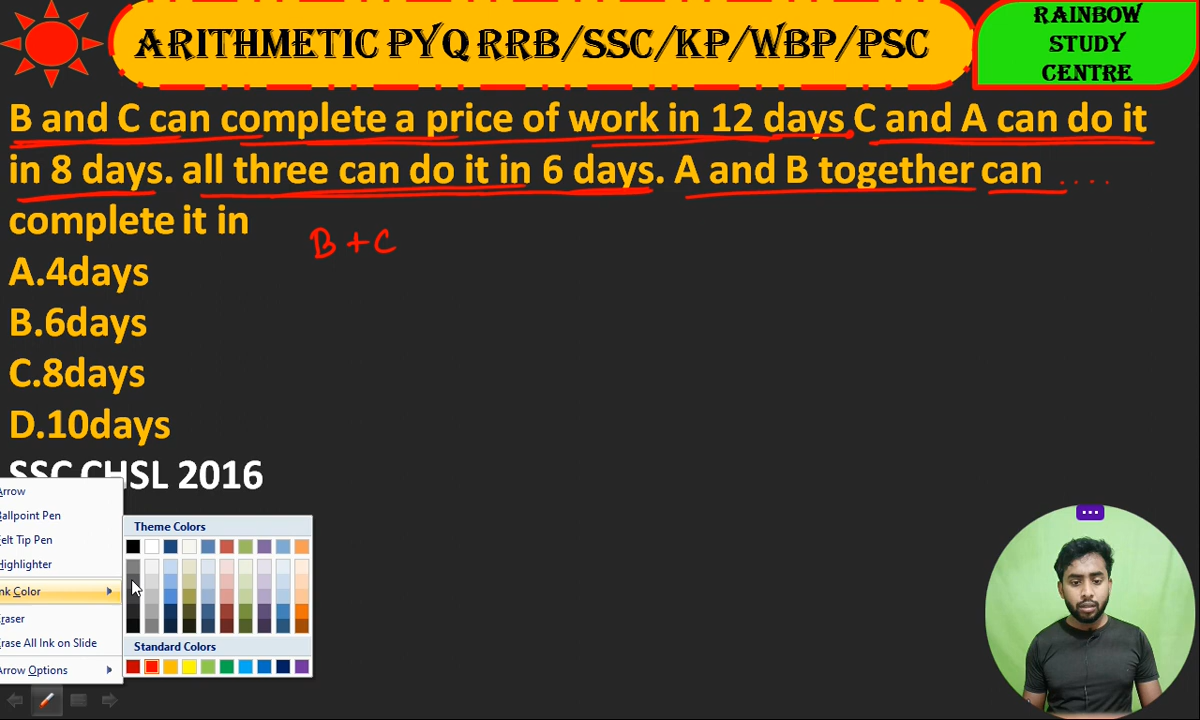 ARITHMETIC PYQ RRB/SSC/KP/WBP/PSC
RAINBOW
STUDY
CENTRE
B and C can complete a price of work in 12 days C and A can do it
in 8 days. all three can do it in 6 days. A and B together can ....
complete it in
B + C
A.4days
B.6days
C.8days
D.10days
SSC CHSL 2016
Arrow
Ballpoint Pen
Felt Tip Pen
Highlighter
Ink Color
Eraser
Erase All Ink on Slide
Arrow Options
Theme Colors
Standard Colors